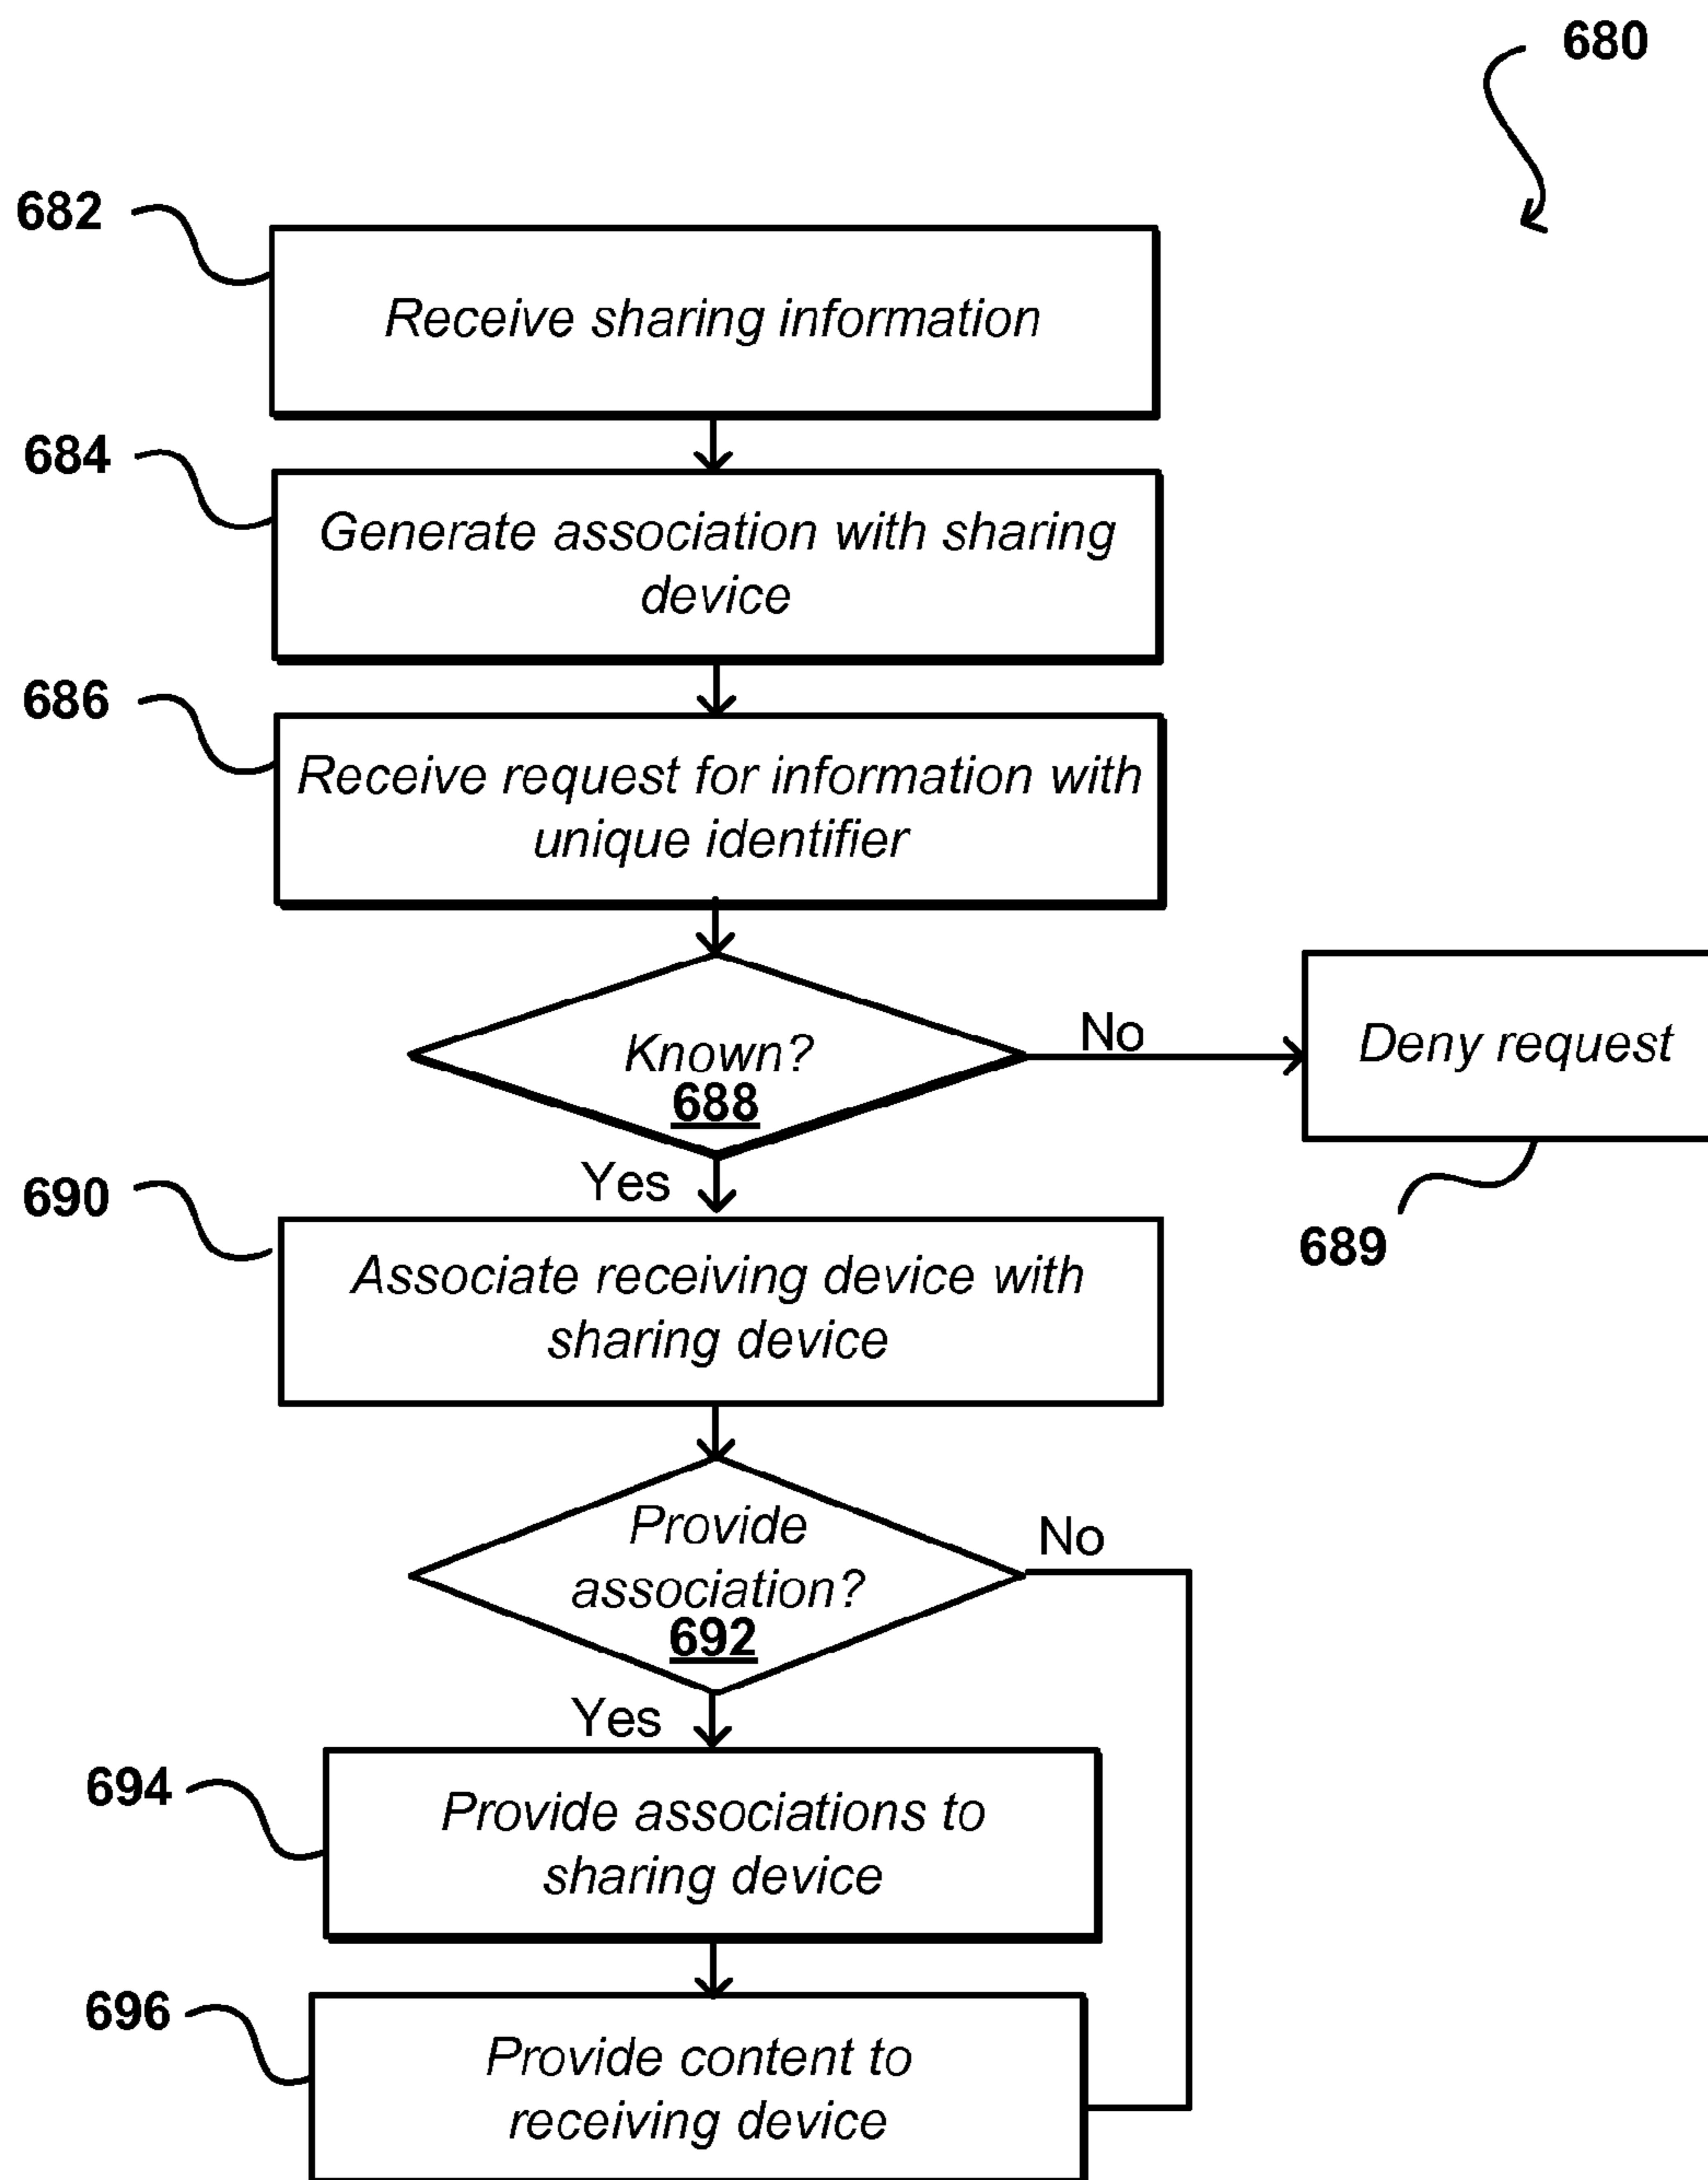 680
682
Receive sharing information
684
Generate association with sharing
device
686
Receive request for information with
unique identifier
Known?
688
No
Deny request
689
Yes
690
Associate receiving device with
sharing device
Provide
association?
692
No
Yes
694
Provide associations to
sharing device
696
Provide content to
receiving device